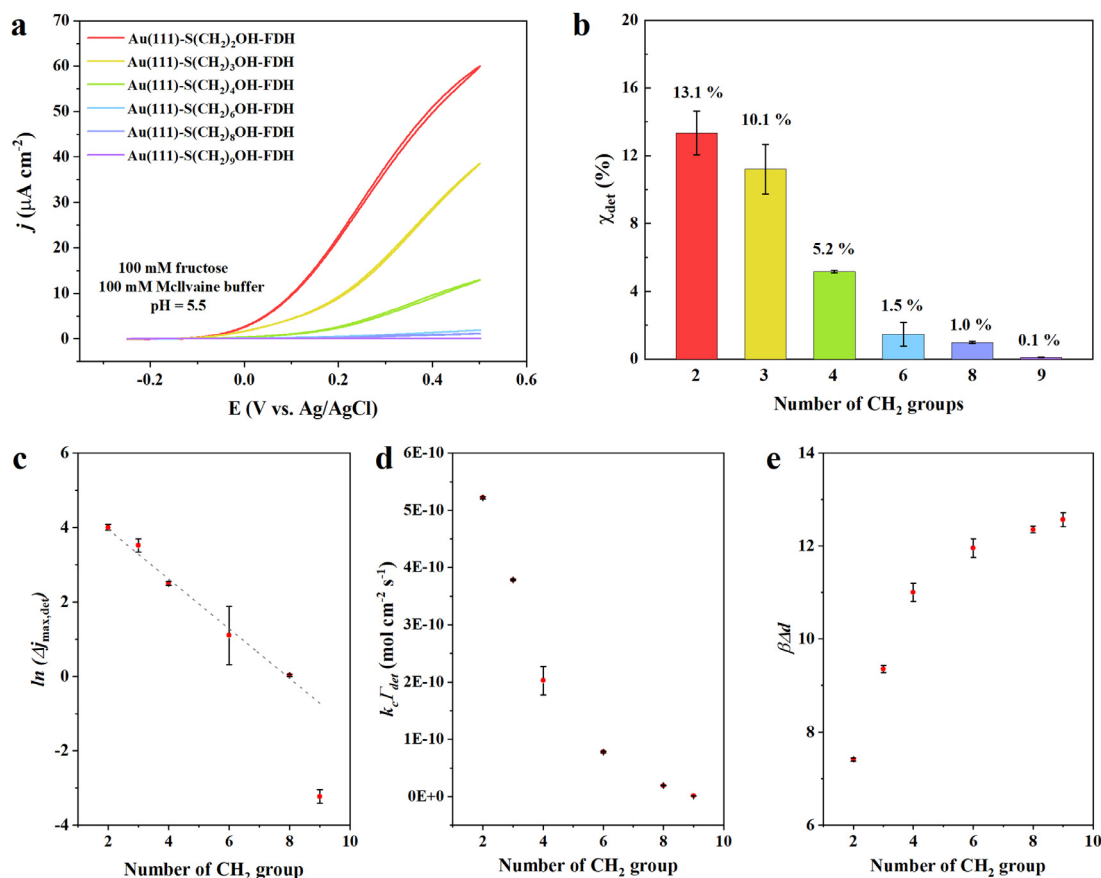 a
70
60
50
40
30
20
10
0
j (μA cm⁻²)
Au(111)-S(CH₂)₂OH-FDH
Au(111)-S(CH₂)₃OH-FDH
Au(111)-S(CH₂)₄OH-FDH
Au(111)-S(CH₂)₆OH-FDH
Au(111)-S(CH₂)₈OH-FDH
Au(111)-S(CH₂)₉OH-FDH
100 mM fructose
100 mM McIlvaine buffer
pH = 5.5
-0.2 0.0 0.2 0.4 0.6
E (V vs. Ag/AgCl)
b
20
16
12
8
4
0
χdet (%)
13.1 %
10.1 %
5.2 %
1.5 %
1.0 %
0.1 %
2 3 4 6 8 9
Number of CH₂ groups
c
6
4
2
0
-2
-4
ln (Δjmax,det)
2 4 6 8 10
Number of CH₂ group
d
6E-10
5E-10
4E-10
3E-10
2E-10
1E-10
0E+0
kcΓdet (mol cm⁻² s⁻¹)
2 4 6 8 10
Number of CH₂ group
e
14
12
10
8
6
βΔd
2 4 6 8 10
Number of CH₂ group